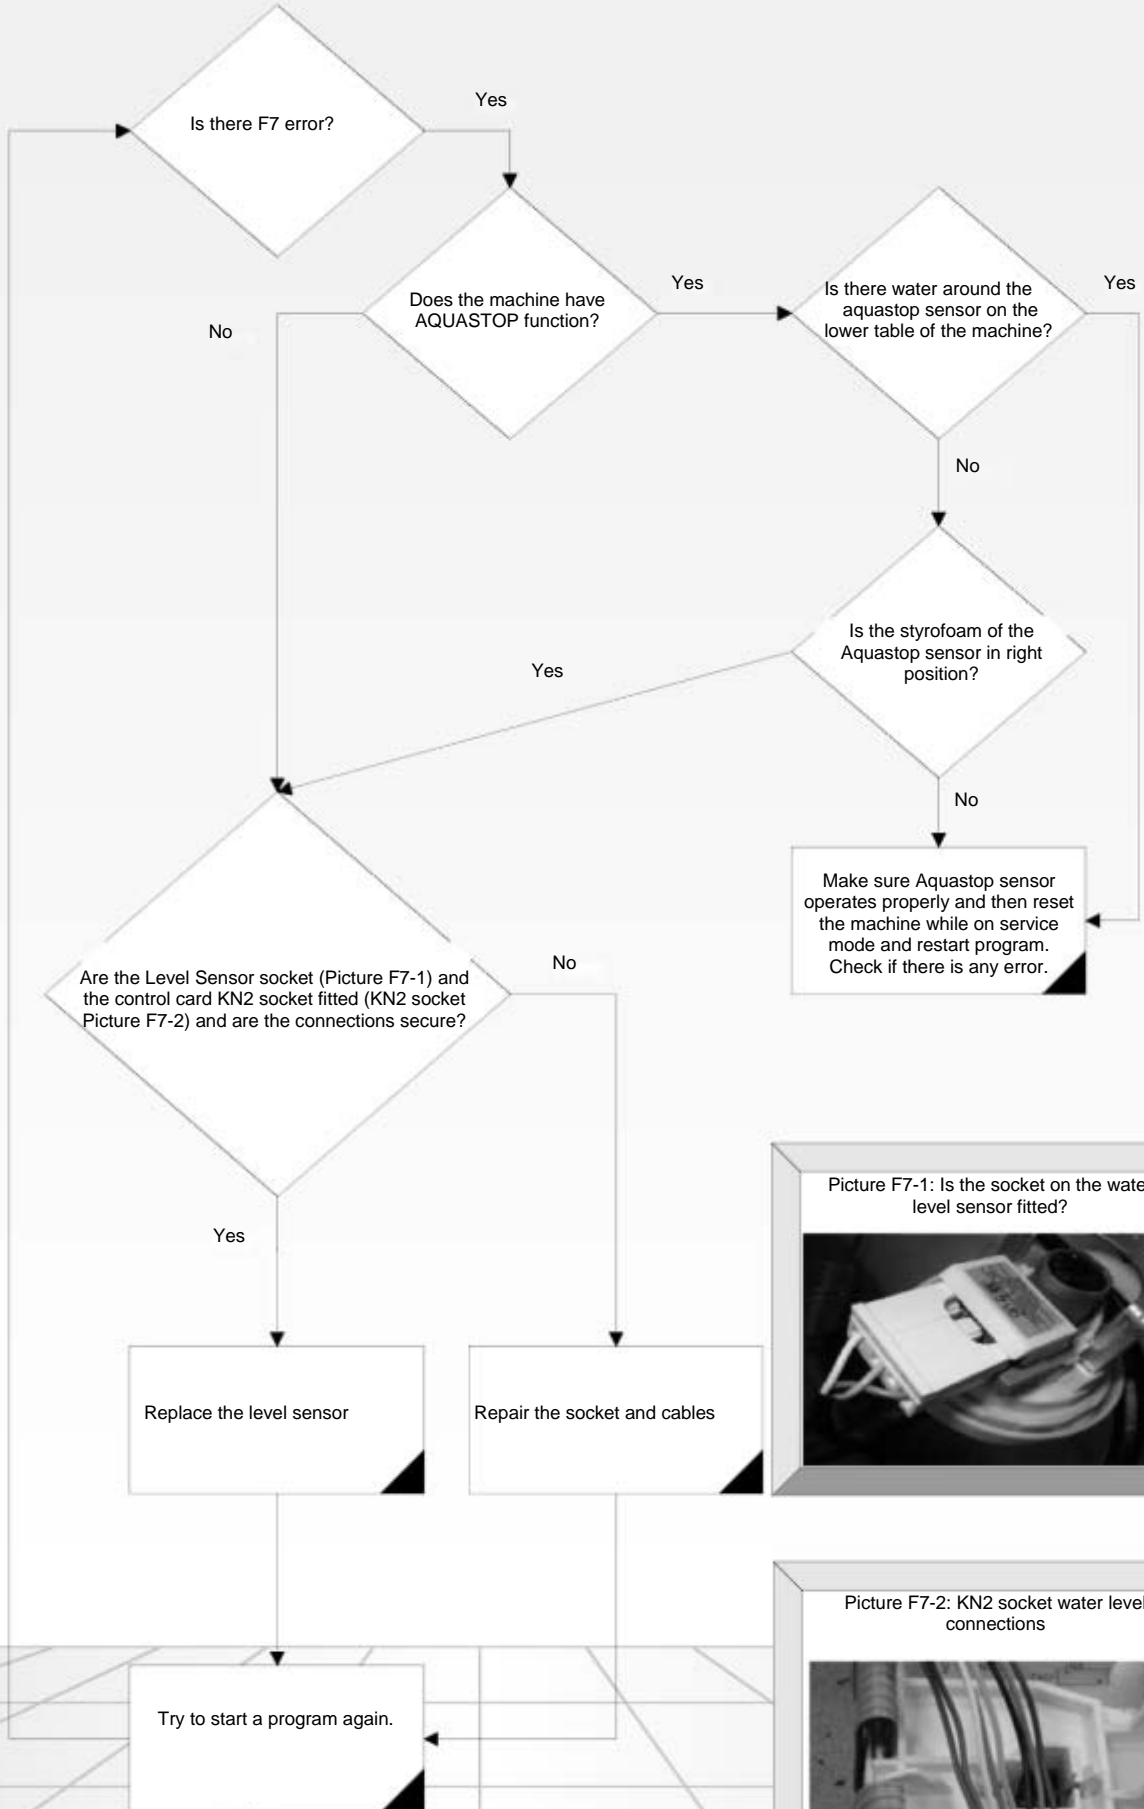 Is there F7 error?
Yes
Does the machine have
AQUASTOP function?
Yes
No
Is there water around the
aquastop sensor on the
lower table of the machine?
Yes
No
Is the styrofoam of the
Aquastop sensor in right
position?
Yes
No
Make sure Aquastop sensor
operates properly and then reset
the machine while on service
mode and restart program.
Check if there is any error.
Are the Level Sensor socket (Picture F7-1) and
the control card KN2 socket fitted (KN2 socket
Picture F7-2) and are the connections secure?
No
Yes
Replace the level sensor
Repair the socket and cables
Try to start a program again.
Picture F7-1: Is the socket on the wate
level sensor fitted?
Picture F7-2: KN2 socket water level
connections